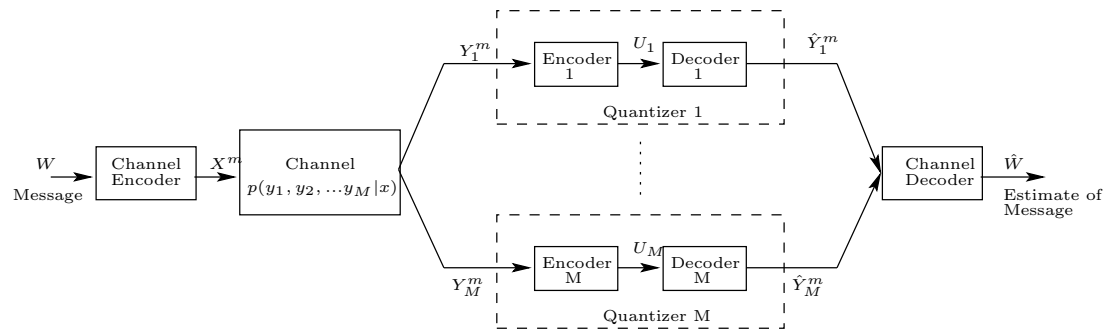 W
Message
Channel
Encoder
X^m
Channel
p(y_1, y_2, ...y_M|x)
Y_1^m
Encoder
1
U_1
Decoder
1
Quantizer 1
Ŷ_1^m
Y_M^m
Encoder
M
U_M
Decoder
M
Quantizer M
Ŷ_M^m
Channel
Decoder
Ŵ
Estimate of
Message